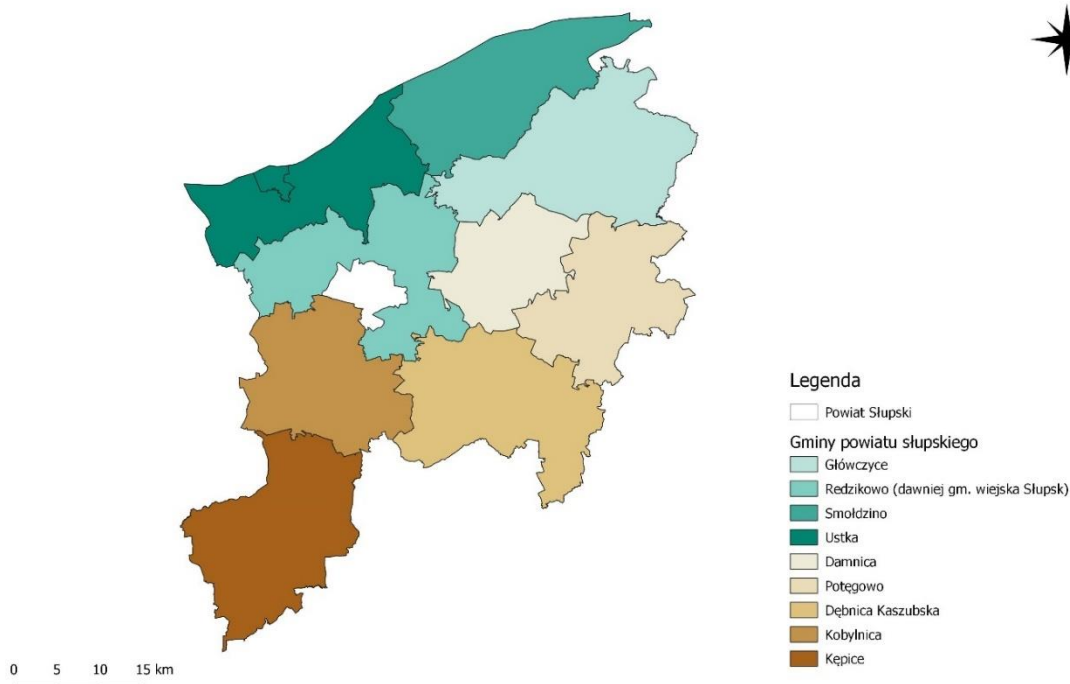 Legenda
Powiat Słupski
Gminy powiatu słupskiego
Główczyce
Redzikowo (dawniej gm. wiejska Słupsk)
Smołdzino
Ustka
Damnica
Potęgowo
Dębnica Kaszubska
Kobylnica
Kępice
0 5 10 15 km